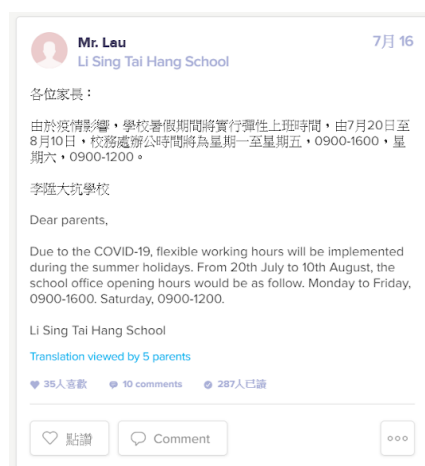 Mr. Lau
7月 16
Li Sing Tai Hang School
各位家長：
由於疫情影響，學校暑假期間將實行彈性上班時間，由7月20日至
8月10日，校務處辦公時間將為星期一至星期五，0900-1600，星
期六，0900-1200。
李陞大坑學校
Dear parents,
Due to the COVID-19, flexible working hours will be implemented
during the summer holidays. From 20th July to 10th August, the
school office opening hours would be as follow. Monday to Friday,
0900-1600. Saturday, 0900-1200.
Li Sing Tai Hang School
Translation viewed by 5 parents
35人喜歡 10 comments 287人已讀
點讚 Comment